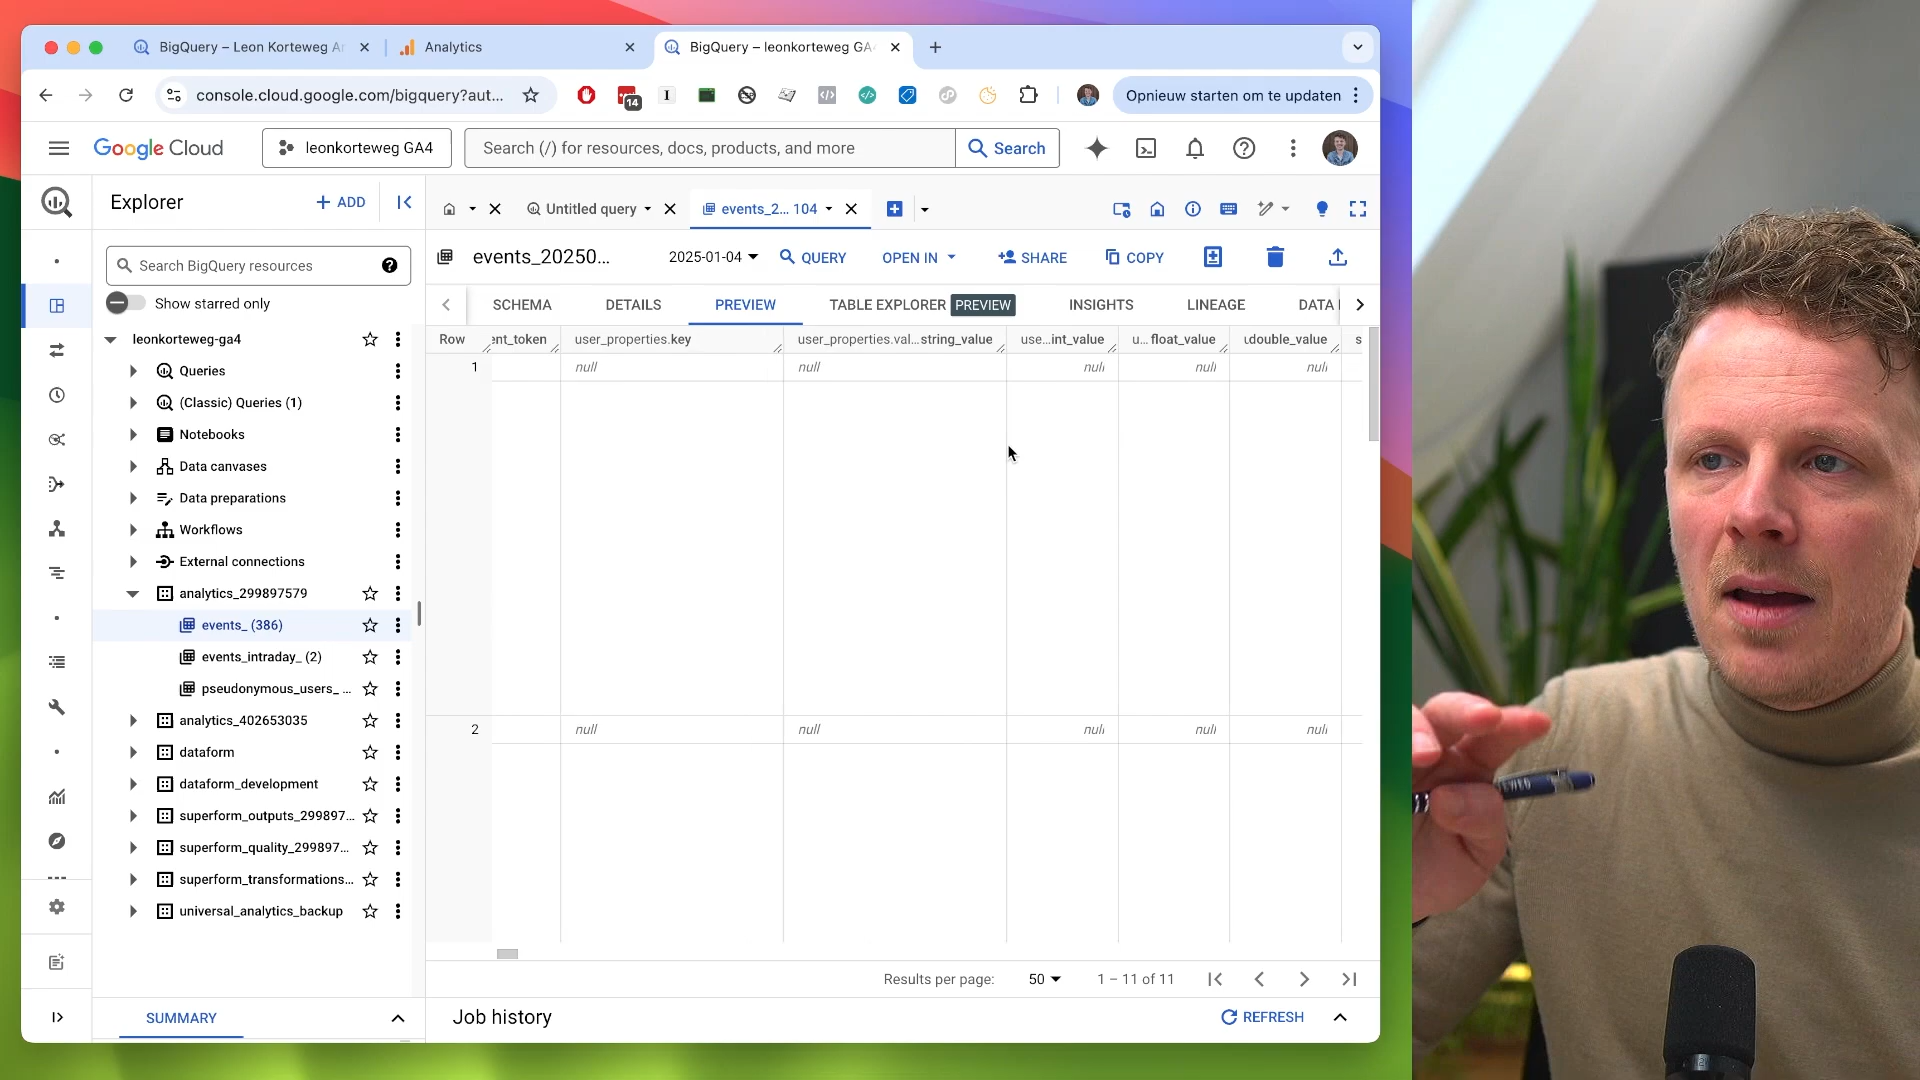 BigQuery – Leon Korteweg Ar
Analytics
BigQuery – leonkorteweg GA4
console.cloud.google.com/bigquery?aut...
14
Opnieuw starten om te updaten
Google Cloud
leonkorteweg GA4
Search (/) for resources, docs, products, and more
Search
Explorer
+ ADD
Untitled query
events_2... 104
Search BigQuery resources
Show starred only
events_20250...
2025-01-04
QUERY
OPEN IN
SHARE
COPY
SCHEMA
DETAILS
PREVIEW
TABLE EXPLORER
PREVIEW
INSIGHTS
LINEAGE
DATA
Row
ent_token
user_properties.key
user_properties.val...string_value
use...int_value
u... float_value
double_value
s
1
null
null
null
null
null
2
null
null
null
null
null
leonkorteweg-ga4
Queries
(Classic) Queries (1)
Notebooks
Data canvases
Data preparations
Workflows
External connections
analytics_299897579
events_ (386)
events_intraday_ (2)
pseudonymous_users_ ...
analytics_402653035
dataform
dataform_development
superform_outputs_299897...
superform_quality_299897...
superform_transformations...
universal_analytics_backup
SUMMARY
Results per page:
50
1 – 11 of 11
Job history
REFRESH